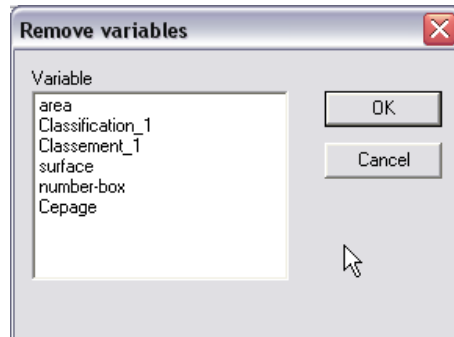 Remove variables
Variable
area
Classification_1
Classement_1
surface
number-box
Cepage
OK
Cancel